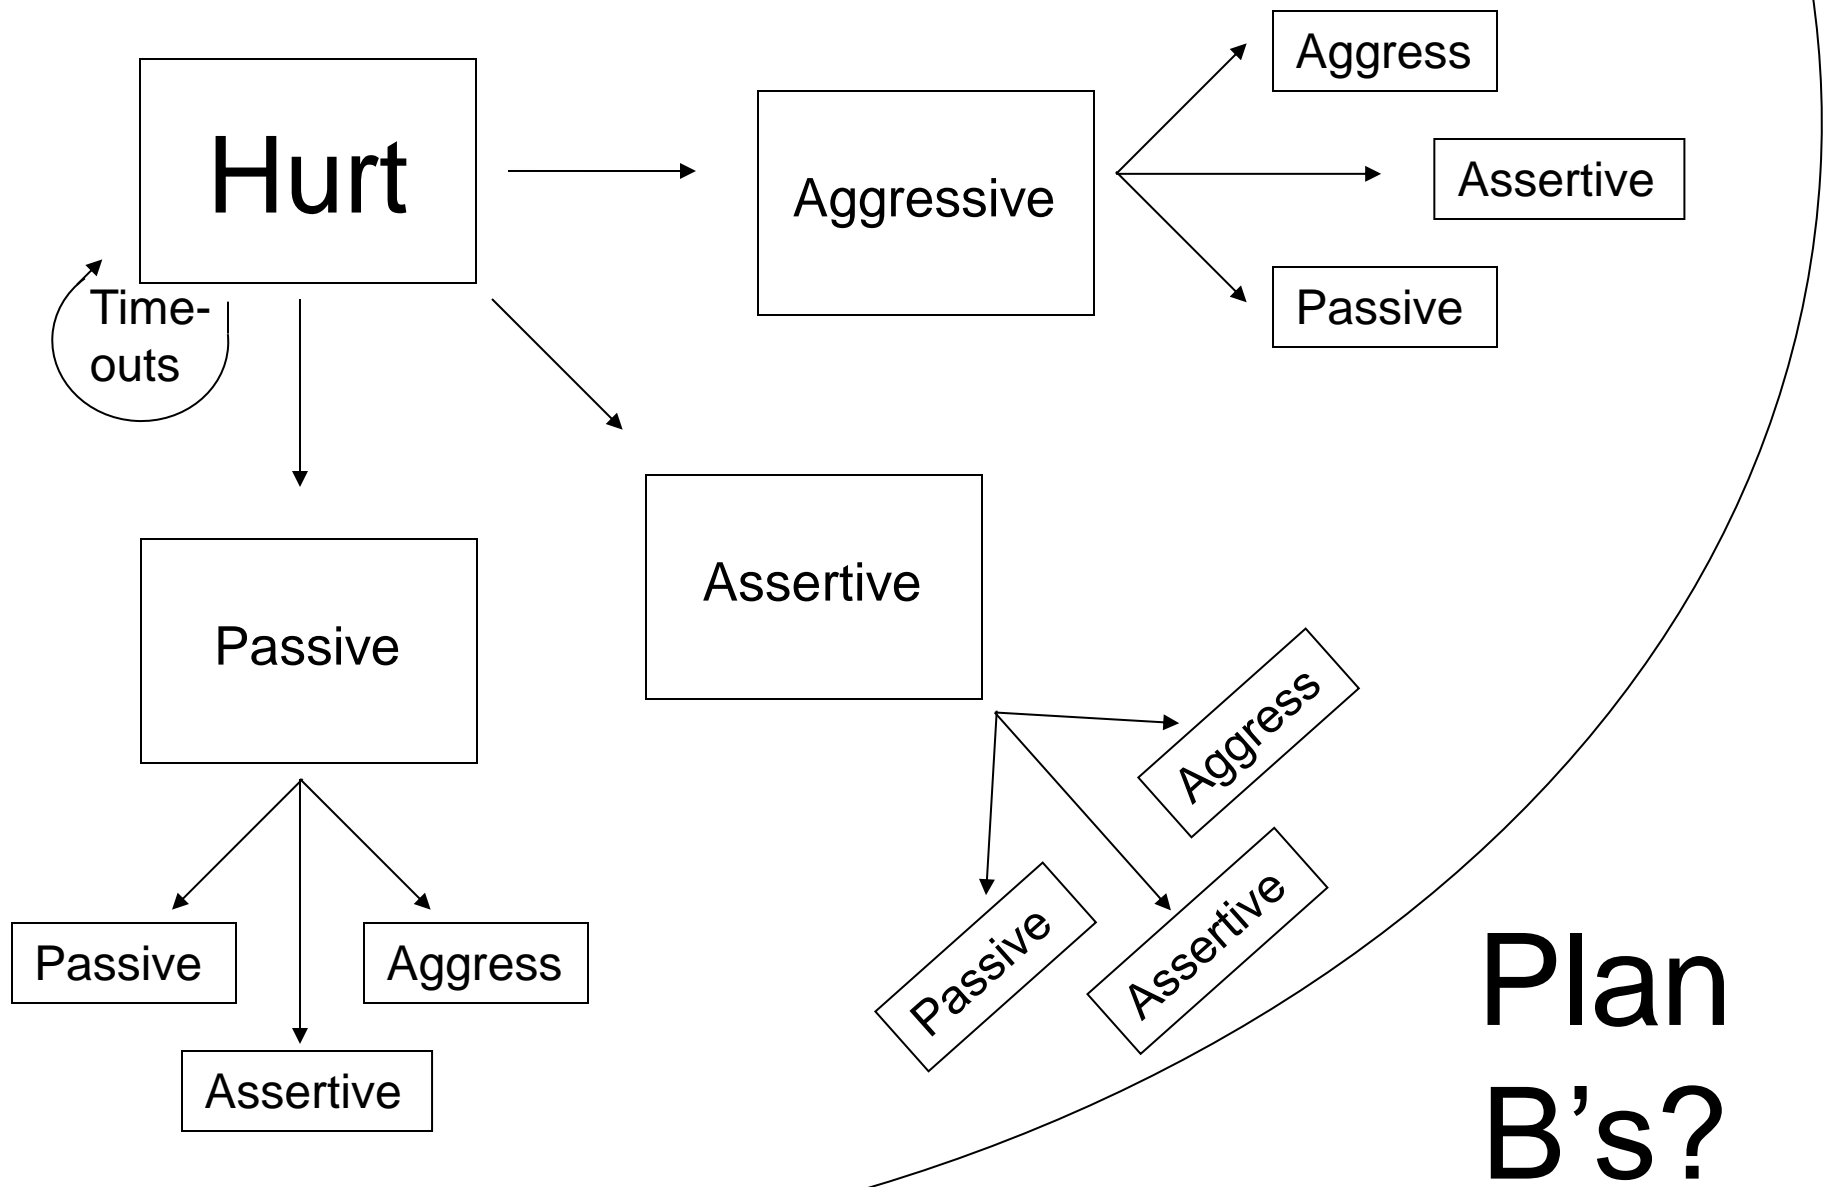 Aggress
Hurt
Aggressive
Assertive
Passive
Time-
outs
Assertive
Passive
Aggress
Passive
Assertive
Passive
Aggress
Assertive
Plan
B’s?